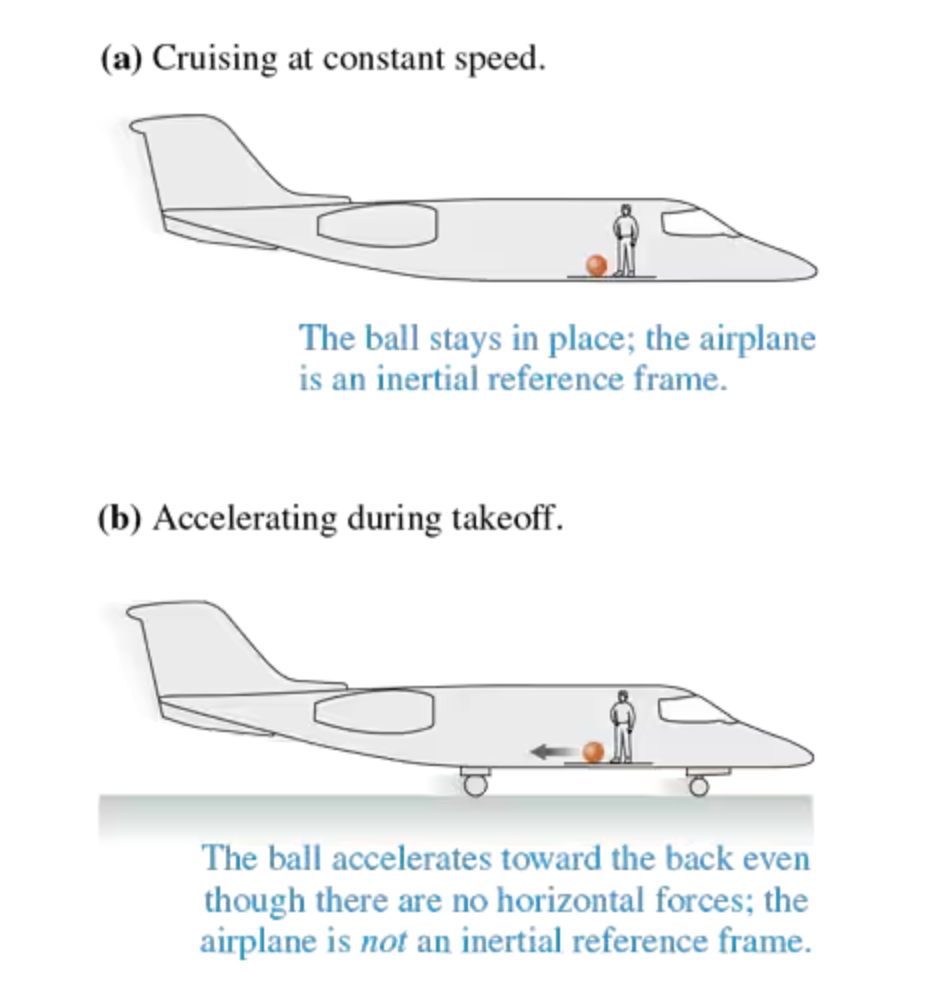 (a) Cruising at constant speed.
The ball stays in place; the airplane
is an inertial reference frame.
(b) Accelerating during takeoff.
The ball accelerates toward the back even
though there are no horizontal forces; the
airplane is not an inertial reference frame.